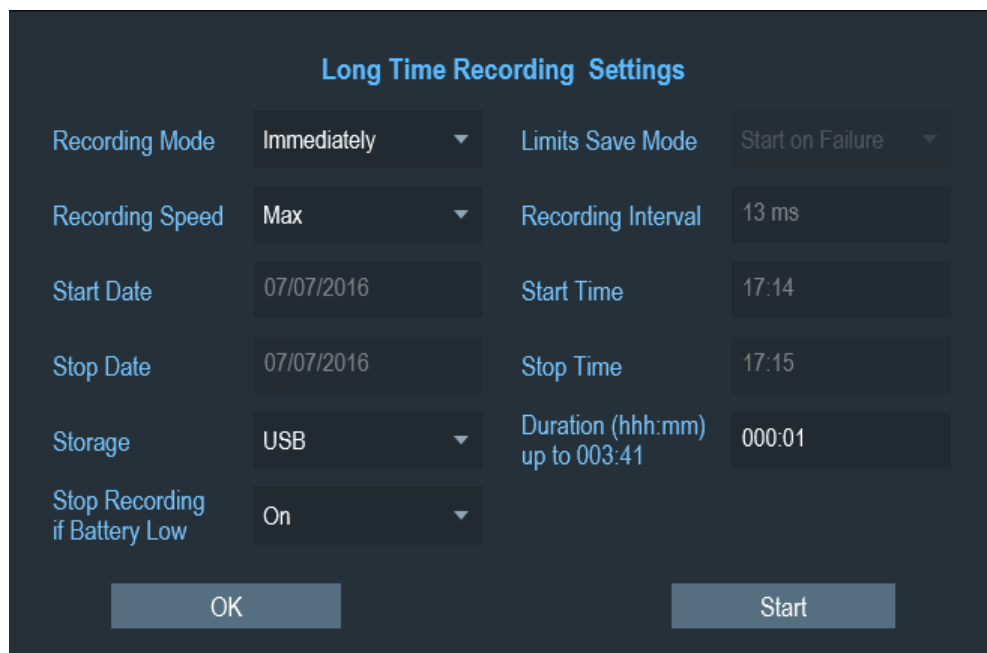 Long Time Recording Settings
Recording Mode Immediately Limits Save Mode Start on Failure
Recording Speed Max Recording Interval 13 ms
Start Date 07/07/2016 Start Time 17:14
Stop Date 07/07/2016 Stop Time 17:15
Storage USB Duration (hhh:mm)
up to 003:41 000:01
Stop Recording
if Battery Low On
OK Start